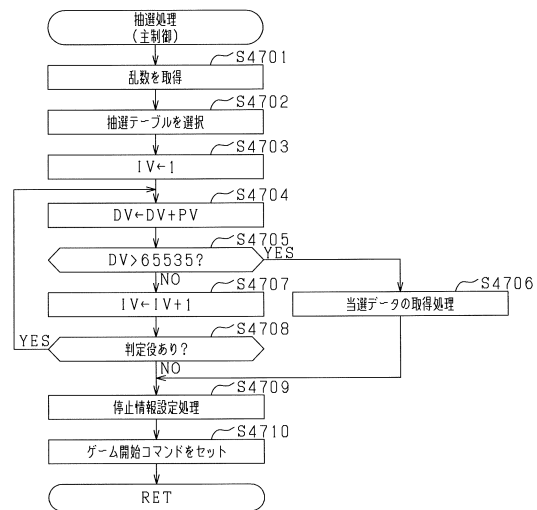 抽選処理
(主制御)
S4701
乱数を取得
S4702
抽選テーブルを選択
S4703
IV←1
S4704
DV←DV+PV
S4705
DV>65535?
YES
NO
S4706
当選データの取得処理
S4707
IV←IV+1
S4708
判定役あり?
YES
NO
S4709
停止情報設定処理
S4710
ゲーム開始コマンドをセット
RET